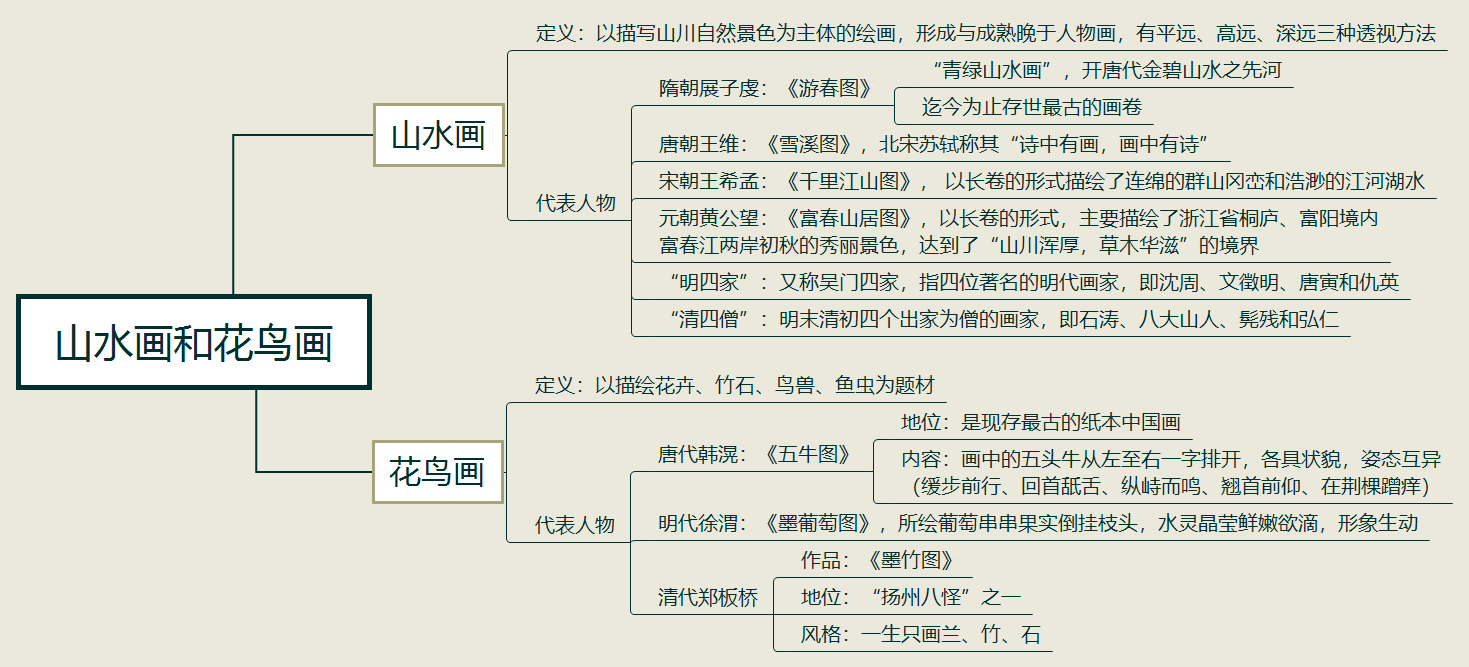 山水画和花鸟画
山水画
定义：以描写山川自然景色为主体的绘画，形成与成熟晚于人物画，有平远、高远、深远三种透视方法
代表人物
隋朝展子虔：《游春图》
“青绿山水画”，开唐代金碧山水之先河
迄今为止存世最古的画卷
唐朝王维：《雪溪图》，北宋苏轼称其“诗中有画，画中有诗”
宋朝王希孟：《千里江山图》， 以长卷的形式描绘了连绵的群山冈峦和浩渺的江河湖水
元朝黄公望：《富春山居图》，以长卷的形式，主要描绘了浙江省桐庐、富阳境内
富春江两岸初秋的秀丽景色，达到了“山川浑厚，草木华滋”的境界
“明四家”：又称吴门四家，指四位著名的明代画家，即沈周、文徵明、唐寅和仇英
“清四僧”：明末清初四个出家为僧的画家，即石涛、八大山人、髡残和弘仁
花鸟画
定义：以描绘花卉、竹石、鸟兽、鱼虫为题材
代表人物
唐代韩滉：《五牛图》
地位：是现存最古的纸本中国画
内容：画中的五头牛从左至右一字排开，各具状貌，姿态互异
（缓步前行、回首舐舌、纵峙而鸣、翘首前仰、在荆棵蹭痒）
明代徐渭：《墨葡萄图》，所绘葡萄串串果实倒挂枝头，水灵晶莹鲜嫩欲滴，形象生动
清代郑板桥
作品：《墨竹图》
地位：“扬州八怪”之一
风格：一生只画兰、竹、石